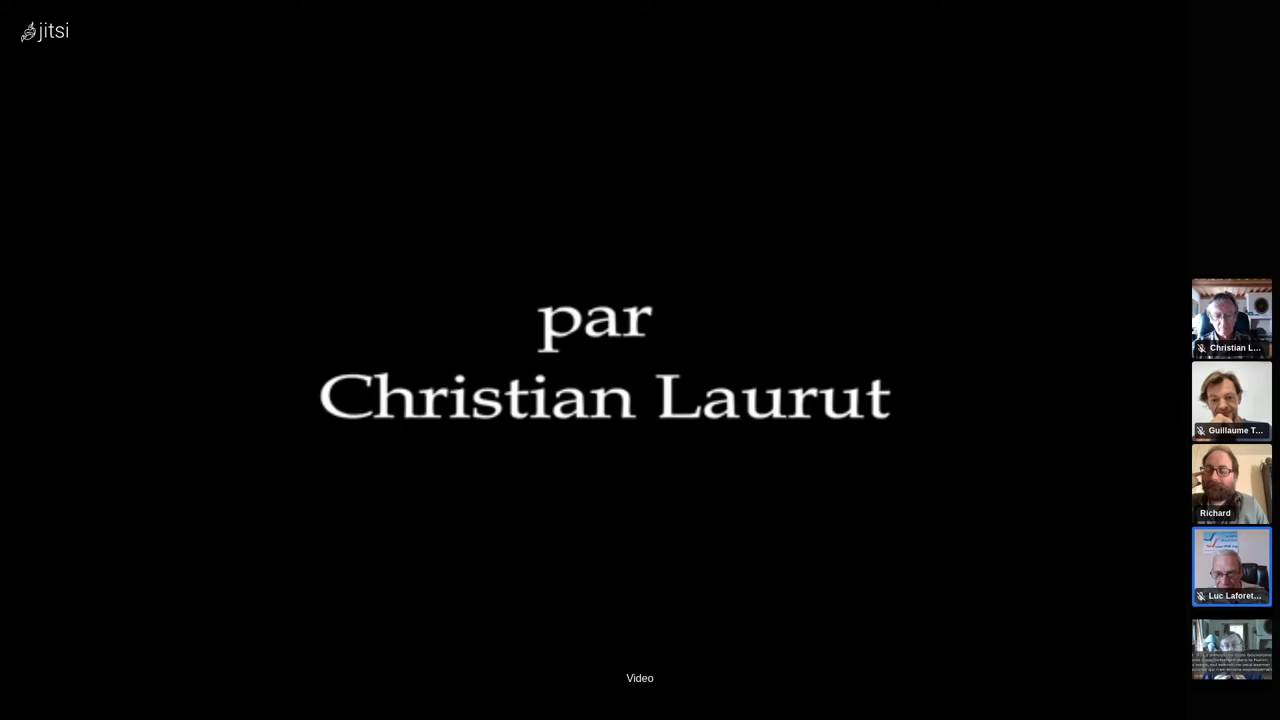 jitsi
par
Christian Laurut
Christian L...
Guillaume T...
Richard
Luc Laforet...
Video